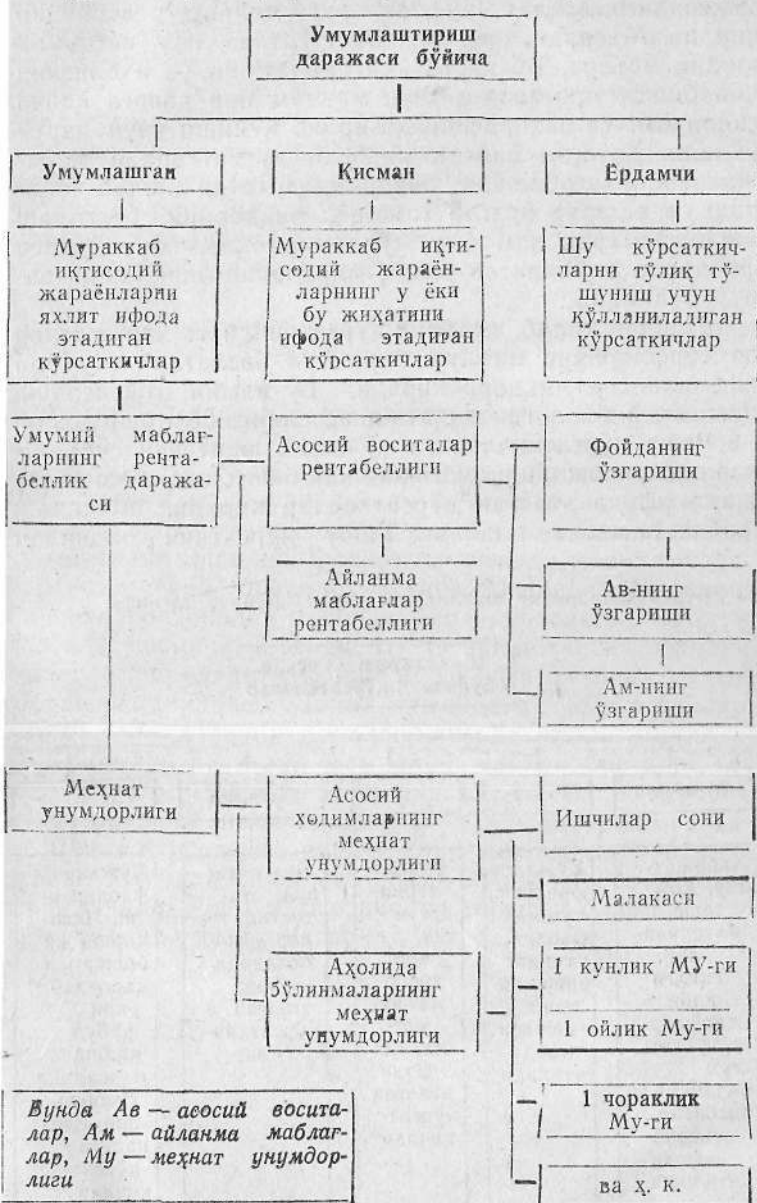 Умумлаштириш
даражаси бўйича
Умумлашган
Қисман
Ёрдамчи
Мураккаб
иқтисодий
жараёнларни
яхлит ифода
этадиган
кўрсаткичлар
Мураккаб иқти-
содий жараён-
ларнинг у ёки
бу жиҳатини
ифода этадиган
кўрсаткичлар
Шу кўрсаткич-
ларни тўлиқ тў-
шуниш учун
қўлланиладиган
кўрсаткичлар
Умумий маблағ-
ларнинг рента-
беллик даража-
си
Асосий воситалар
рентабеллиги
Фойданинг
ўзгариши
Айланма
маблағлар
рентабеллиги
Ав-нинг
ўзгариши
Ам-нинг
ўзгариши
Меҳнат
унумдорлиги
Асосий
ходимларнинг
меҳнат
унумдорлиги
Ишчилар сони
Малакаси
Аҳолида
бўлинмаларнинг
меҳнат
унумдорлиги
1 кунлик МУ-ги
1 ойлик Му-ги
1 чораклик
Му-ги
ва ҳ. к.
Бунда Ав — асосий восита-
лар, Ам — айланма маблағ-
лар, Му — меҳнат унумдор-
лиги